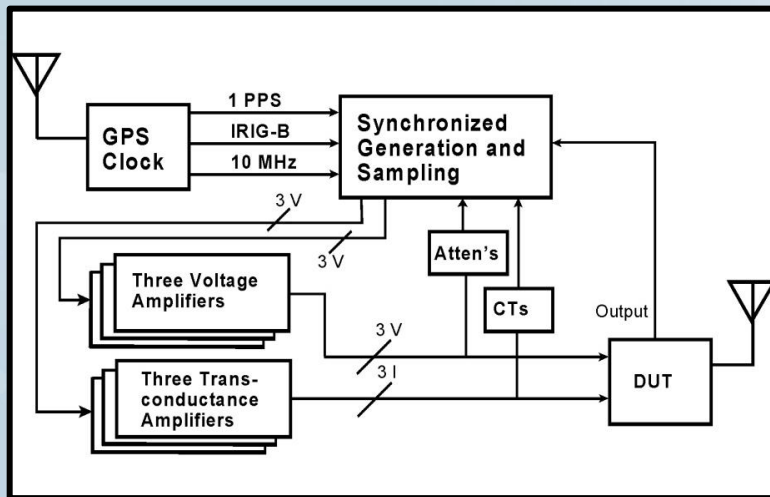 1 PPS
IRIG-B
10 MHz
GPS
Clock
Synchronized
Generation and
Sampling
3 V
3 V
Atten's
CTs
Three Voltage
Amplifiers
Output
3 V
3 I
DUT
Three Trans-
conductance
Amplifiers